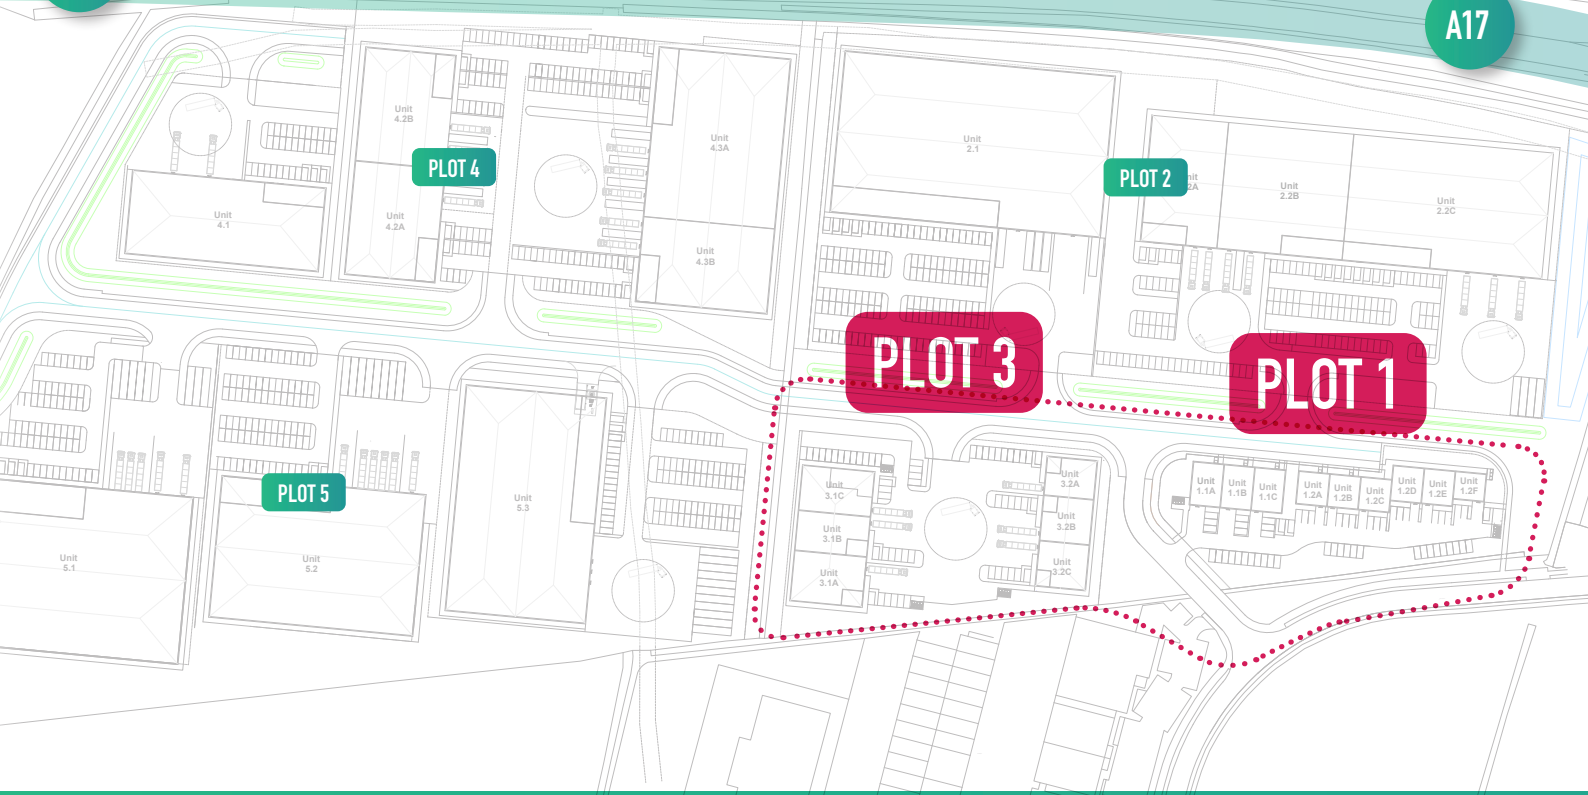 A17
Unit
4.2B
Unit
4.3A
Unit
2.1
PLOT 4
PLOT 2
2A
Unit
2.2B
Unit
2.2C
Unit
4.1
Unit
4.2A
Unit
4.3B
PLOT 3
PLOT 1
PLOT 5
Unit
5.1
Unit
5.2
Unit
5.3
Unit
3.1C
Unit
3.1B
Unit
3.1A
Unit
3.2A
Unit
3.2B
Unit
3.2C
Unit
1.1A
Unit
1.1B
Unit
1.1C
Unit
1.2A
Unit
1.2B
Unit
1.2C
Unit
1.2D
Unit
1.2E
Unit
1.2F